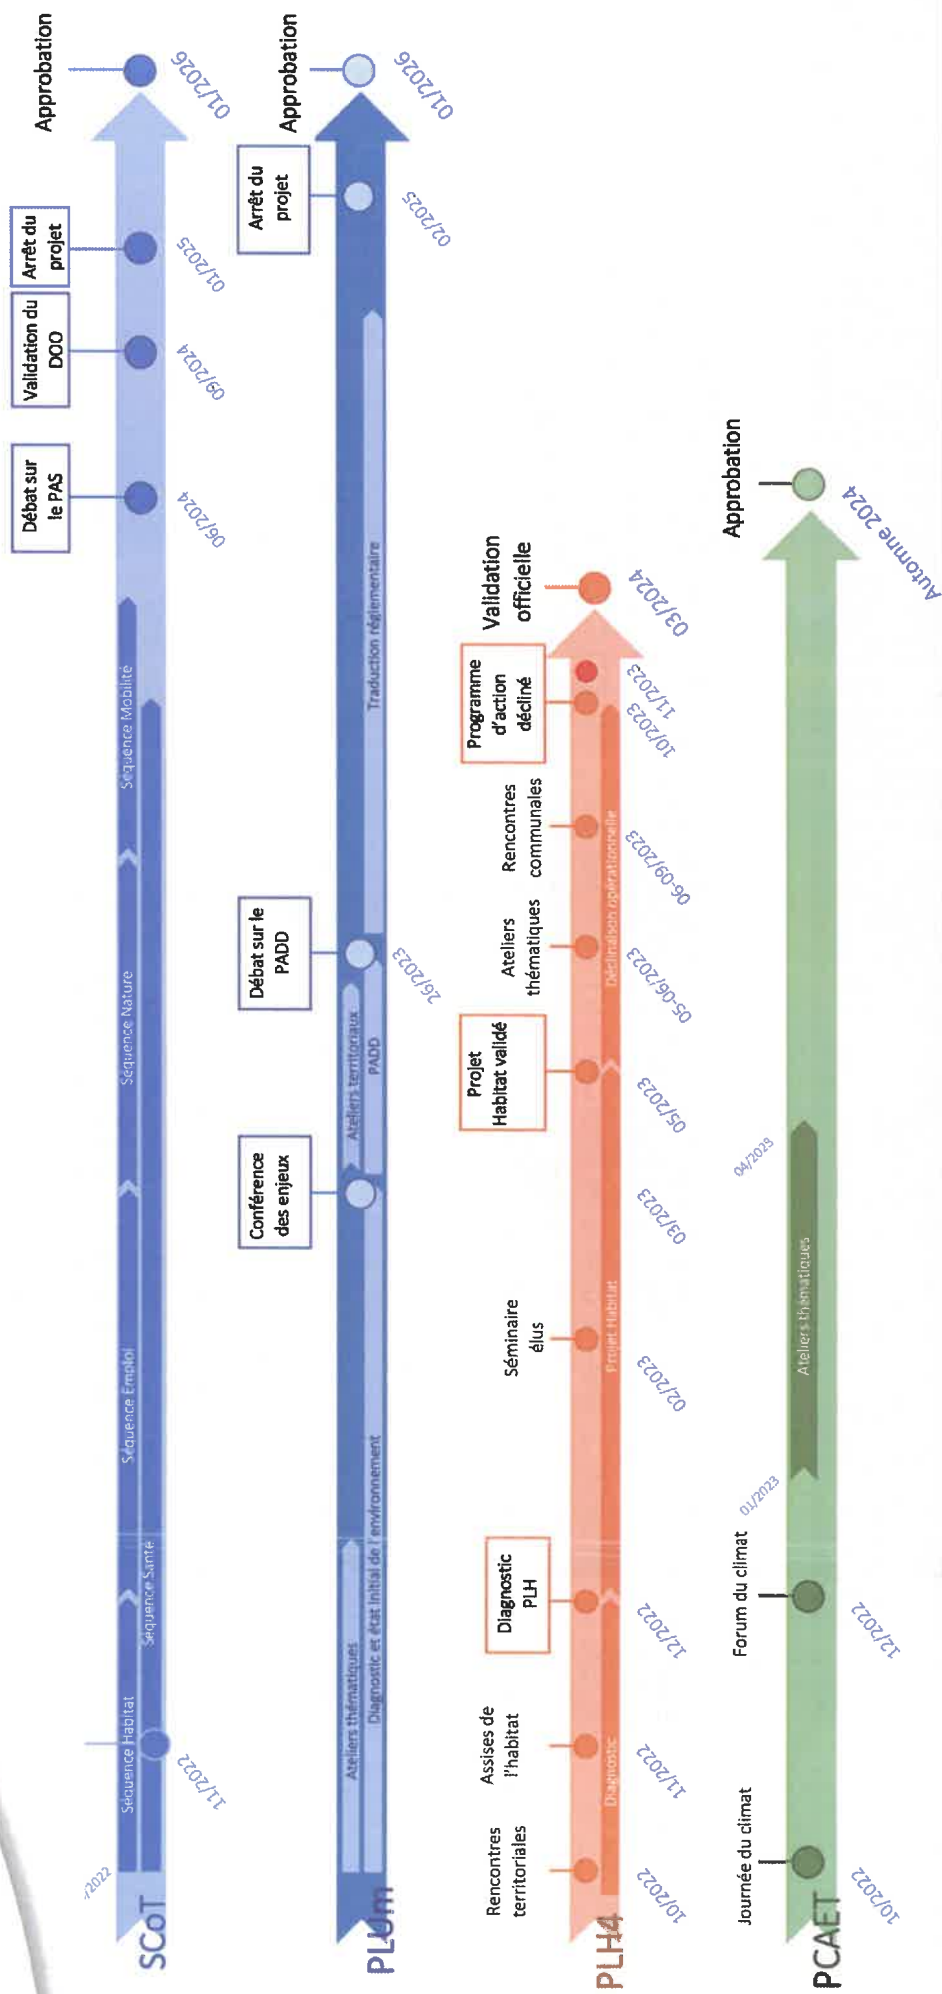 SCoT
/2022
Séquence Habitat
Séquence Emploi
Séquence Nature
Séquence Mobilité
Séquence Santé
11/2022
Débat sur
le PAS
06/2024
Validation du
DOO
09/2024
Arrêt du
projet
01/2025
Approbation
01/2026
PLUm
Ateliers thématiques
Diagnostic et état initial de l'environnement
Conférence
des enjeux
Ateliers territoriaux
PADD
Débat sur le
PADD
26/2023
Traduction réglementaire
Arrêt du
projet
02/2025
Approbation
01/2026
PLH4
Rencontres
territoriales
10/2022
Assises de
l'habitat
11/2022
Diagnostic
Diagnostic
PLH
12/2022
Séminaire
élus
02/2023
Projet Habitat
03/2023
Projet
Habitat validé
05/2023
Ateliers
thématiques
05-06/2023
Rencontres
communales
06-09/2023
Déclinaison opérationnelle
Programme
d'action
décliné
10/2023
11/2023
Validation
officielle
03/2024
PCAET
Journée du climat
10/2022
Forum du climat
12/2022
01/2023
Ateliers thématiques
04/2023
Approbation
Automne 2024